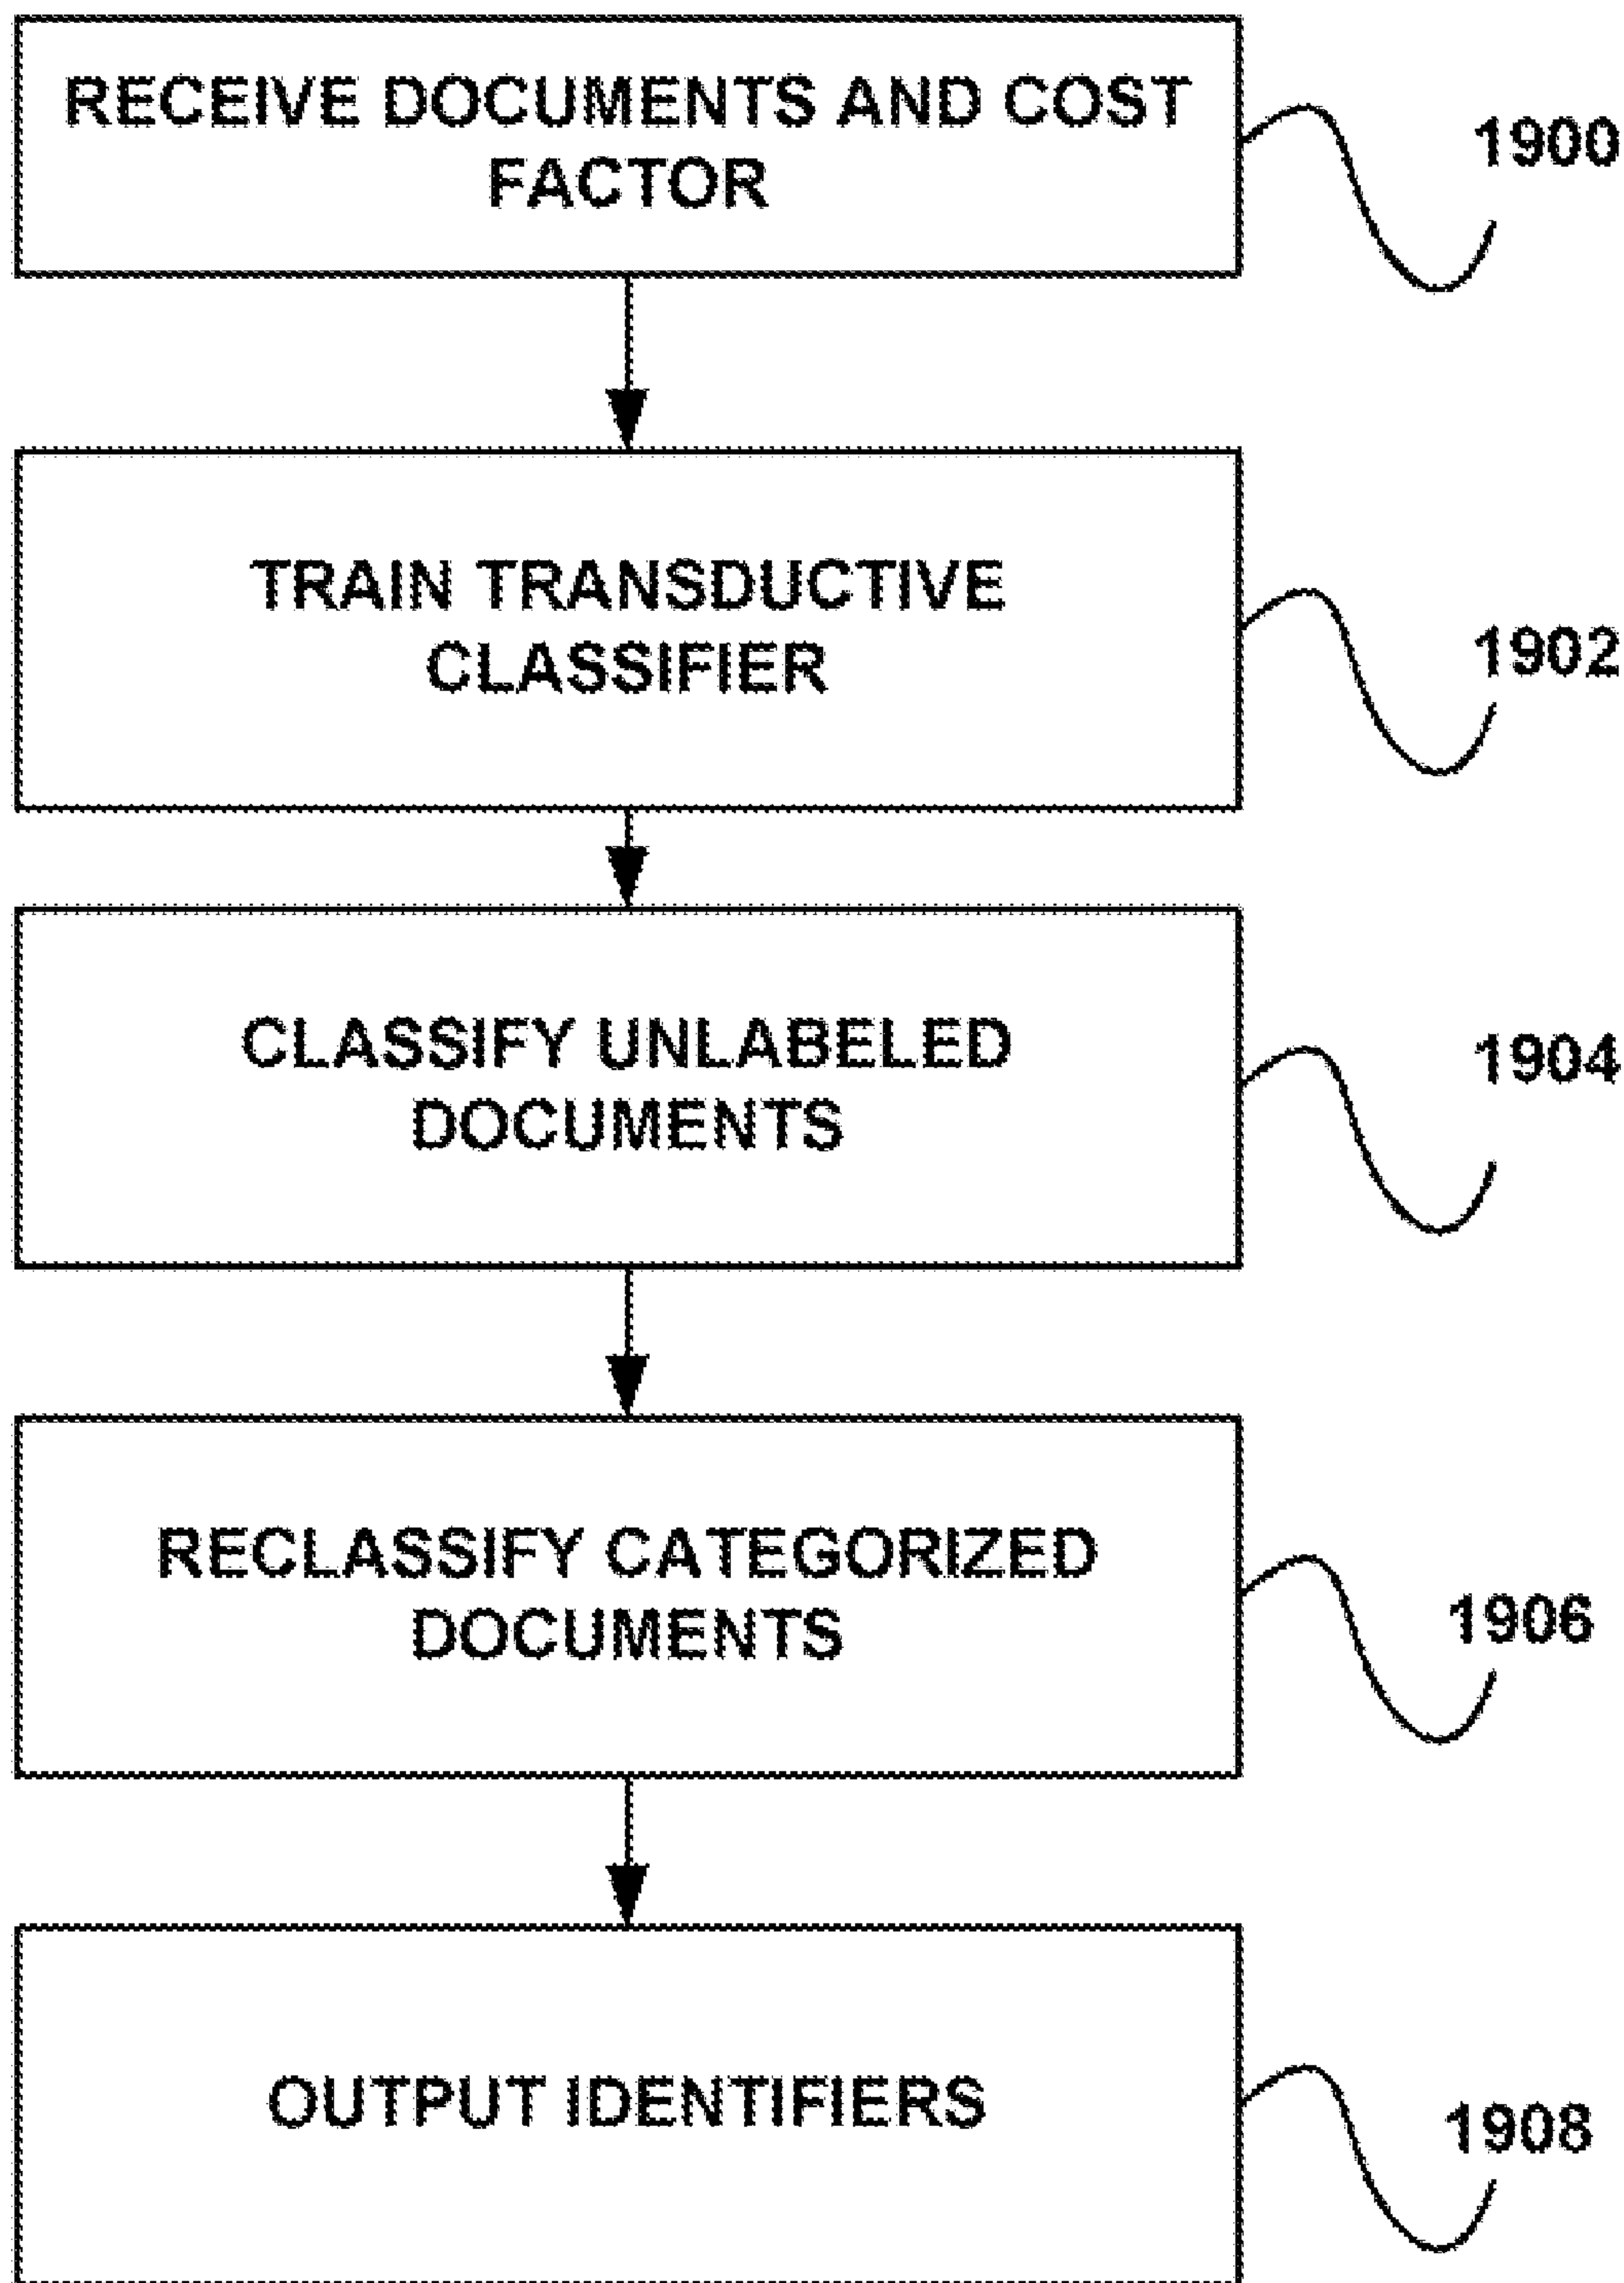 RECEIVE DOCUMENTS AND COST
FACTOR
1900
TRAIN TRANSDUCTIVE
CLASSIFIER
1902
CLASSIFY UNLABELED
DOCUMENTS
1904
RECLASSIFY CATEGORIZED
DOCUMENTS
1906
OUTPUT IDENTIFIERS
1908